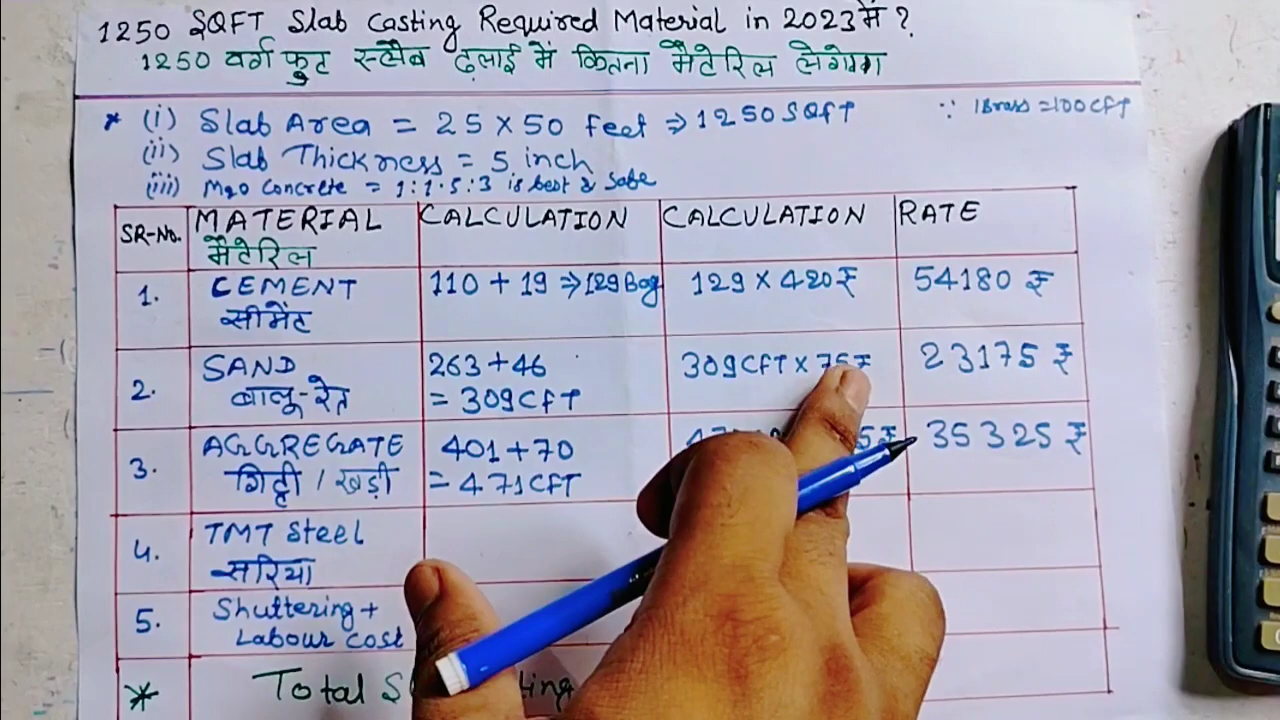 1250 SQFT Slab Casting Required Material in 2023 में ?
1250 वर्ग फुट स्लैब ढ़लाई में कितना मैटेरिल लेगेगा
* (i) Slab Area = 25 X 50 Feet ⇒ 1250 SQFT
∵ 1Brass = 100 CFT
(ii) Slab Thickness = 5 inch
(iii) M20 Concrete = 1:1.5:3 is best & Safe
SR-No. MATERIAL CALCULATION CALCULATION RATE
मैटेरिल
1. CEMENT 110 + 19 ⇒ 129 Bag 129 X 420 ₹ 54180 ₹
सीमेंट
2. SAND 263 + 46 309 CFT X 75 ₹ 23175 ₹
बालू-रेत = 309 CFT
3. AGGREGATE 401 + 70 5 ₹ 35325 ₹
गिट्टी / खड़ी = 471 CFT
4. TMT Steel
सरिया
5. Shuttering +
Labour Cost
* Total